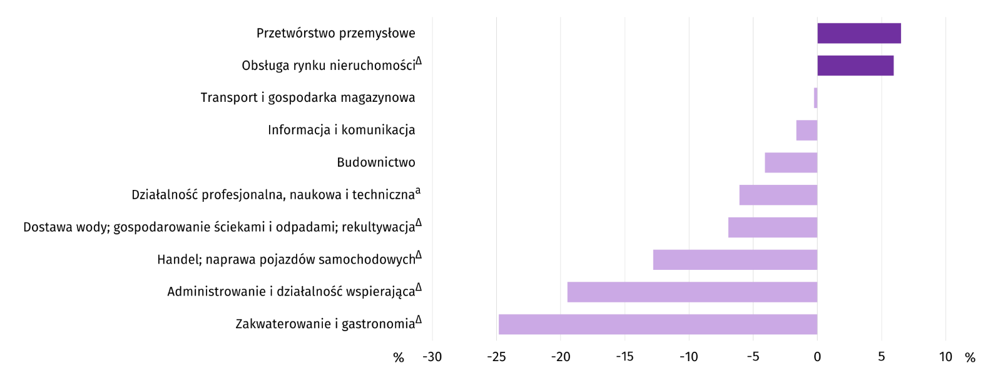 Przetwórstwo przemysłowe
Obsługa rynku nieruchomości^Δ
Transport i gospodarka magazynowa
Informacja i komunikacja
Budownictwo
Działalność profesjonalna, naukowa i techniczna^a
Dostawa wody; gospodarowanie ściekami i odpadami; rekultywacja^Δ
Handel; naprawa pojazdów samochodowych^Δ
Administrowanie i działalność wspierająca^Δ
Zakwaterowanie i gastronomia^Δ
% -30 -25 -20 -15 -10 -5 0 5 10 %